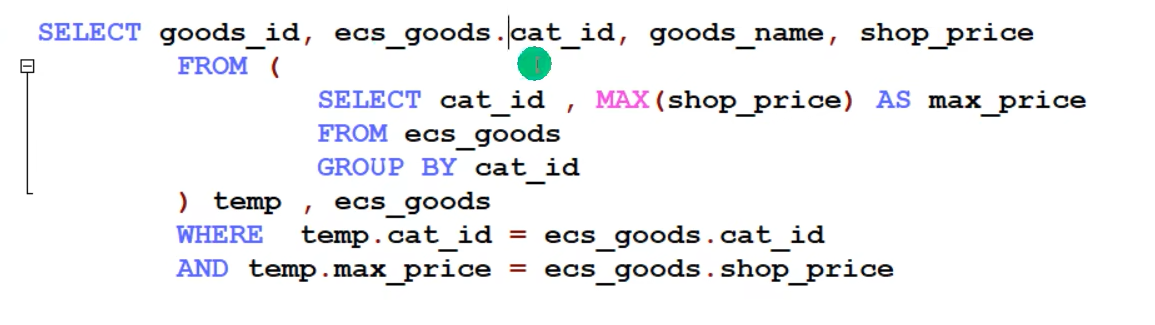 SELECT goods_id, ecs_goods.cat_id, goods_name, shop_price
FROM (
SELECT cat_id , MAX(shop_price) AS max_price
FROM ecs_goods
GROUP BY cat_id
) temp , ecs_goods
WHERE  temp.cat_id = ecs_goods.cat_id
AND temp.max_price = ecs_goods.shop_price